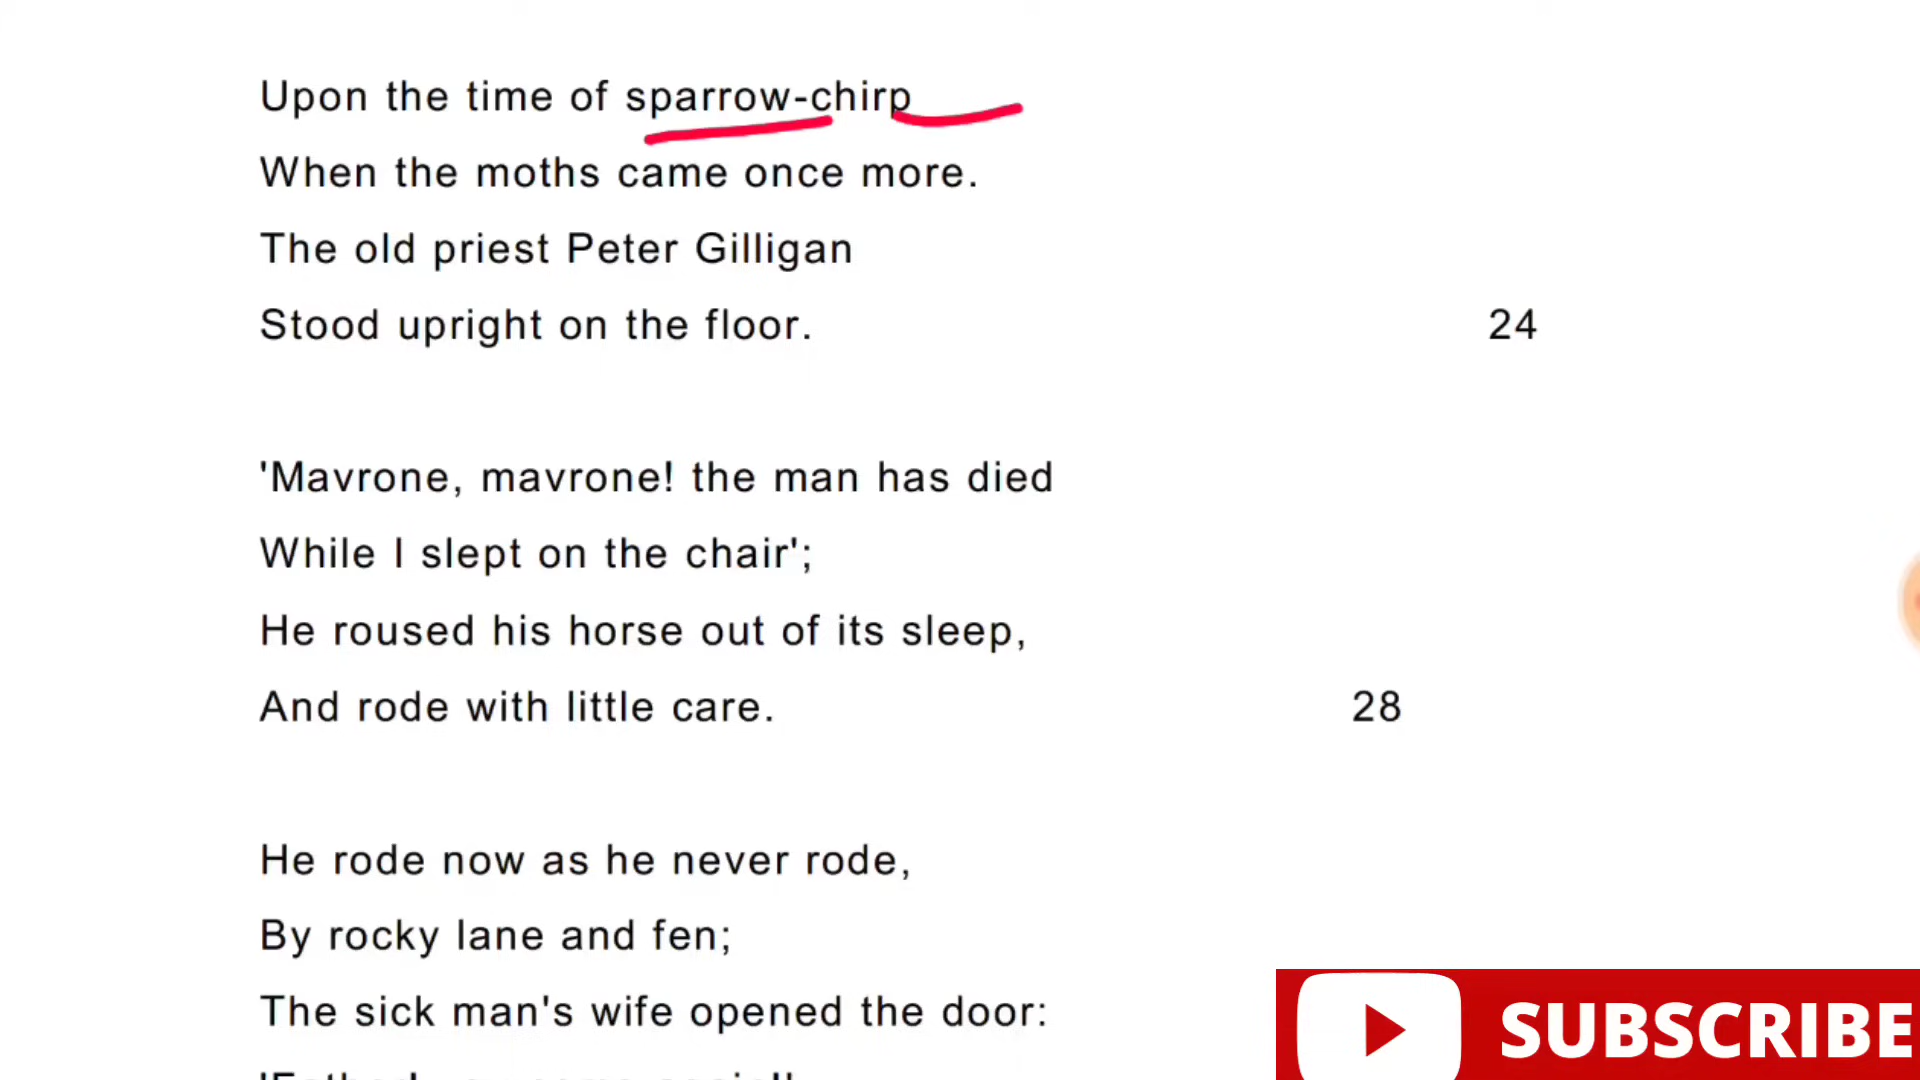 Upon the time of sparrow-chirp
When the moths came once more.
The old priest Peter Gilligan
Stood upright on the floor. 24
'Mavrone, mavrone! the man has died
While I slept on the chair';
He roused his horse out of its sleep,
And rode with little care. 28
He rode now as he never rode,
By rocky lane and fen;
The sick man's wife opened the door:
SUBSCRIBE